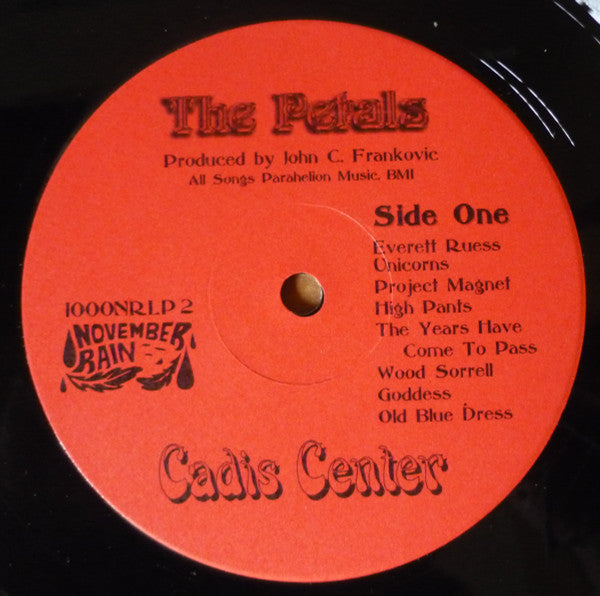 The Petals
Produced by John C. Frankovic
All Songs Parahelion Music, BMI
Side One
Everett Ruess
Unicorns
Project Magnet
High Pants
The Years Have
Come To Pass
Wood Sorrell
Goddess
Old Blue Dress
1000NRLP 2
NOVEMBER
RAIN
Cadis Center